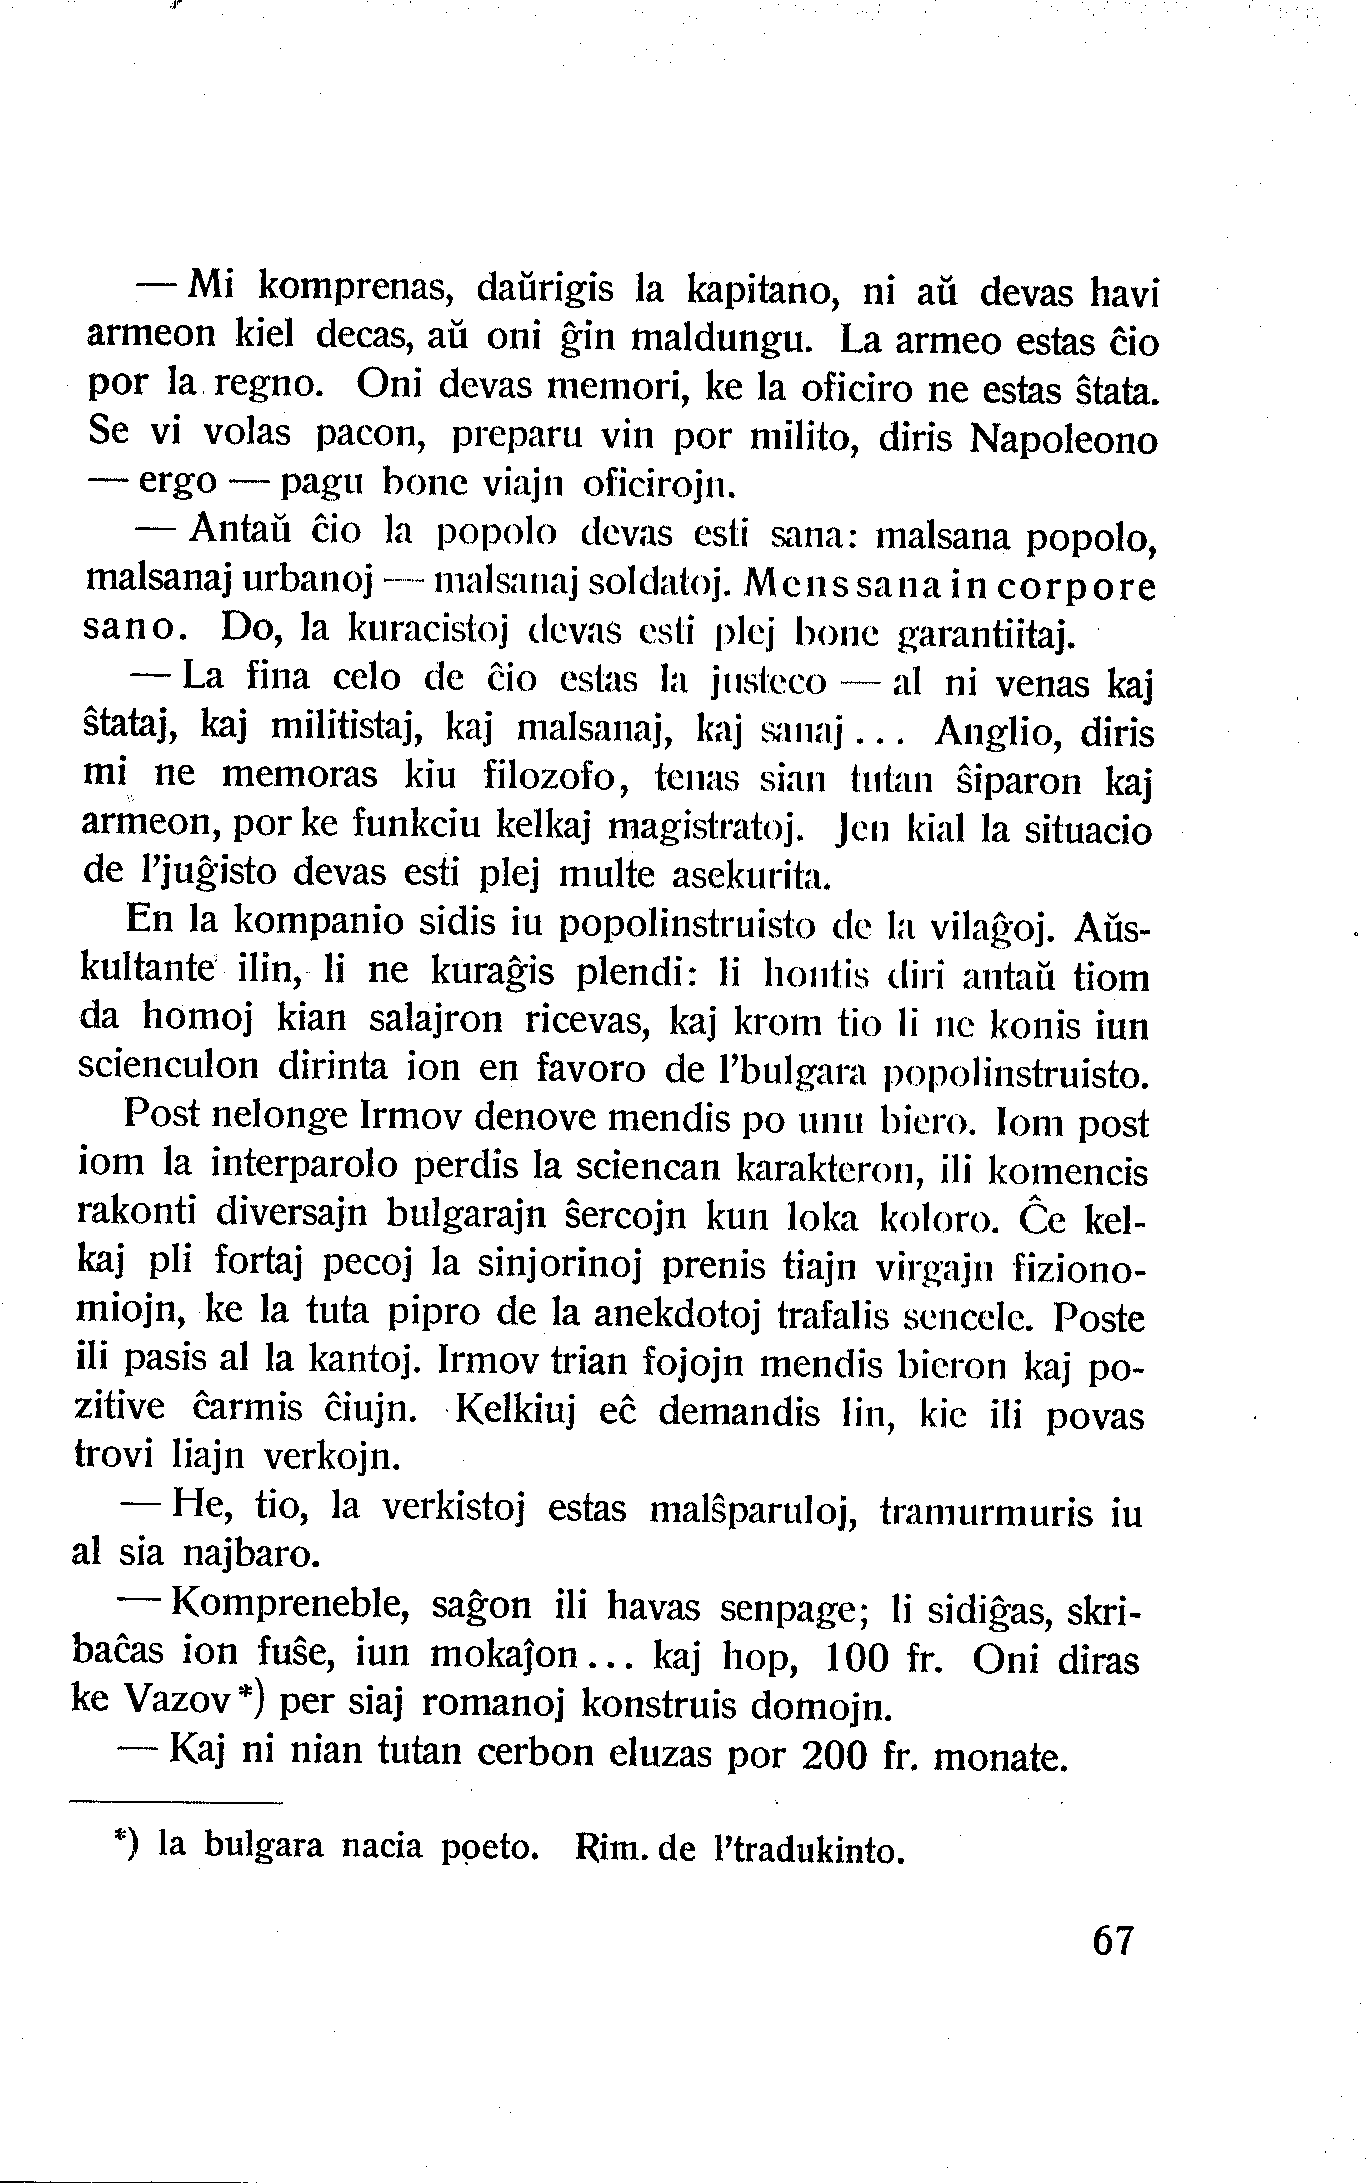 — Mi komprenas, daŭrigis la kapitano, ni aŭ devas havi
armeon kiel decas, aŭ oni ĝin maldungu. La armeo estas ĉio
por la regno. Oni devas memori, ke la oficiro ne estas ŝtata.
Se vi volas pacon, preparu vin por milito, diris Napoleono
— ergo — pagu bone viajn oficirojn.
— Antaŭ ĉio la popolo devas esti sana: malsana popolo,
malsanaj urbanoj — malsanaj soldatoj. Mens sana in corpore
sano. Do, la kuracistoj devas esti plej bone garantiitaj.
— La fina celo de ĉio estas la justeco — al ni venas kaj
ŝtataj, kaj militistaj, kaj malsanaj, kaj sanaj... Anglio, diris
mi ne memoras kiu filozofo, tenas sian tutan ŝiparon kaj
armeon, por ke funkciu kelkaj magistratoj. Jen kial la situacio
de l'juĝisto devas esti plej multe asekurita.
En la kompanio sidis iu popolinstruisto de la vilaĝoj. Aŭs-
kultante ilin, li ne kuraĝis plendi: li hontis diri antaŭ tiom
da homoj kian salajron ricevas, kaj krom tio li ne konis iun
scienculon dirinta ion en favoro de l'bulgara popolinstruisto.
Post nelonge Irmov denove mendis po unu biero. Iom post
iom la interparolo perdis la sciencan karakteron, ili komencis
rakonti diversajn bulgarajn ŝercojn kun loka koloro. Ĉe kel-
kaj pli fortaj pecoj la sinjorinoj prenis tiajn virgajn fiziono-
miojn, ke la tuta pipro de la anekdotoj trafalis sencele. Poste
ili pasis al la kantoj. Irmov trian fojojn mendis bieron kaj po-
zitive ĉarmis ĉiujn. Kelkiuj eĉ demandis lin, kie ili povas
trovi liajn verkojn.
— He, tio, la verkistoj estas malŝparuloj, tramurmuris iu
al sia najbaro.
— Kompreneble, saĝon ili havas senpage; li sidiĝas, skri-
baĉas ion fuŝe, iun mokaĵon... kaj hop, 100 fr. Oni diras
ke Vazov*) per siaj romanoj konstruis domojn.
— Kaj ni nian tutan cerbon eluzas por 200 fr. monate.
*) la bulgara nacia poeto. Rim. de l'tradukinto.
67